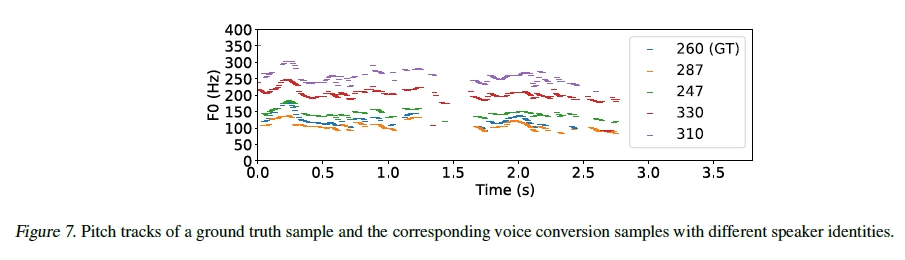 400
350
300
250
200
150
100
50
0
F0 (Hz)
0.0 0.5 1.0 1.5 2.0 2.5 3.0 3.5
Time (s)
260 (GT)
287
247
330
310
Figure 7. Pitch tracks of a ground truth sample and the corresponding voice conversion samples with different speaker identities.